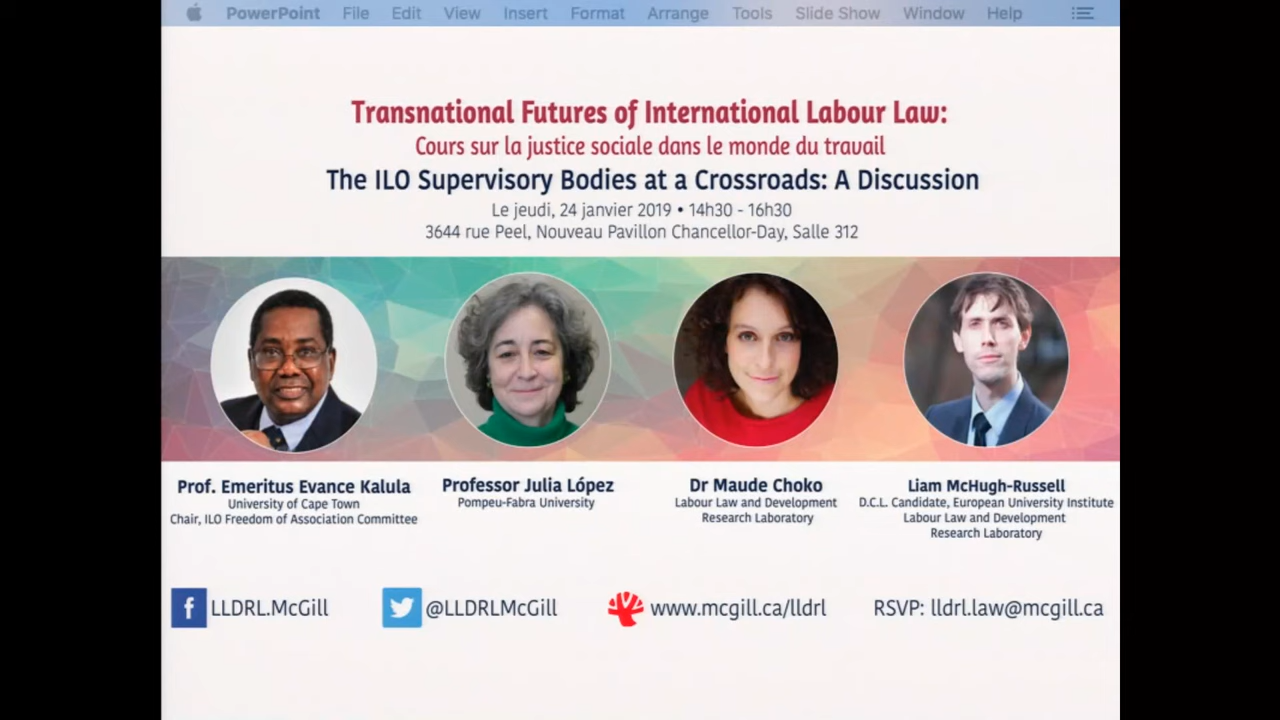 PowerPoint File Edit View Insert Format Arrange Tools Slide Show Window Help
Transnational Futures of International Labour Law:
Cours sur la justice sociale dans le monde du travail
The ILO Supervisory Bodies at a Crossroads: A Discussion
Le jeudi, 24 janvier 2019 • 14h30 - 16h30
3644 rue Peel, Nouveau Pavillon Chancellor-Day, Salle 312
Prof. Emeritus Evance Kalula
University of Cape Town
Chair, ILO Freedom of Association Committee
Professor Julia López
Pompeu-Fabra University
Dr Maude Choko
Labour Law and Development
Research Laboratory
Liam McHugh-Russell
D.C.L. Candidate, European University Institute
Labour Law and Development
Research Laboratory
f LLDRL.McGill
@LLDRLMcGill
www.mcgill.ca/lldrl
RSVP: lldrl.law@mcgill.ca